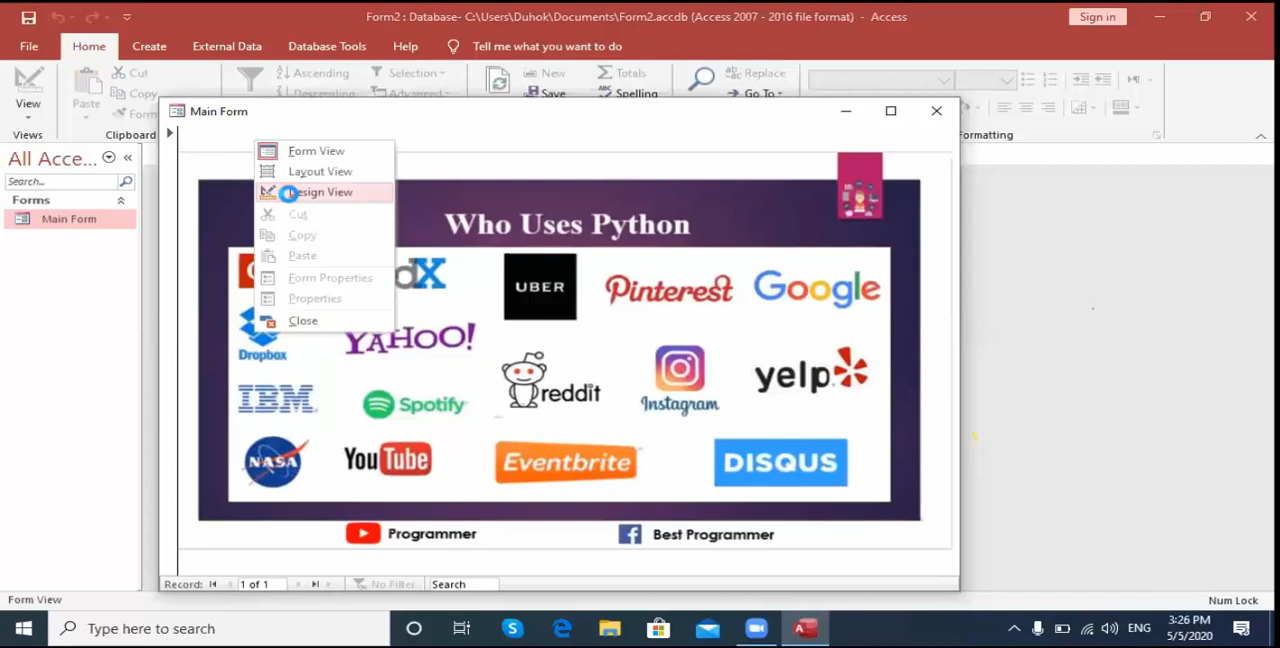 Form2 : Database- C:\Users\Duhok\Documents\Form2.accdb (Access 2007 - 2016 file format) - Access
Sign in
File Home Create External Data Database Tools Help Tell me what you want to do
View
Views
Paste
Cut
Copy
Form
Clipboard
Ascending
Descending
Selection
Advanced
New
Save
Totals
Spelling
Replace
Go To
Formatting
All Acce...
Search...
Forms
Main Form
Main Form
Form View
Layout View
Design View
Cut
Copy
Paste
Form Properties
Properties
Close
Who Uses Python
dX
UBER
Pinterest
Google
Dropbox
YAHOO!
reddit
Instagram
yelp
IBM
Spotify
NASA
YouTube
Eventbrite
DISQUS
Programmer
Best Programmer
Record: 1 of 1 No Filter Search
Form View
Num Lock
Type here to search
ENG
3:26 PM
5/5/2020